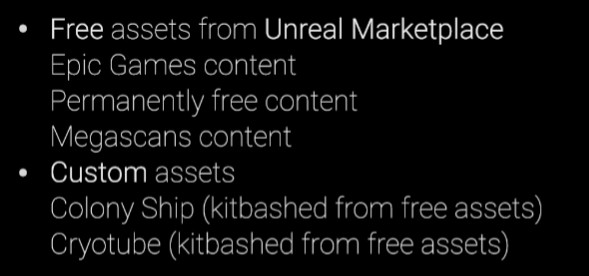 • Free assets from Unreal Marketplace
Epic Games content
Permanently free content
Megascans content
• Custom assets
Colony Ship (kitbashed from free assets)
Cryotube (kitbashed from free assets)